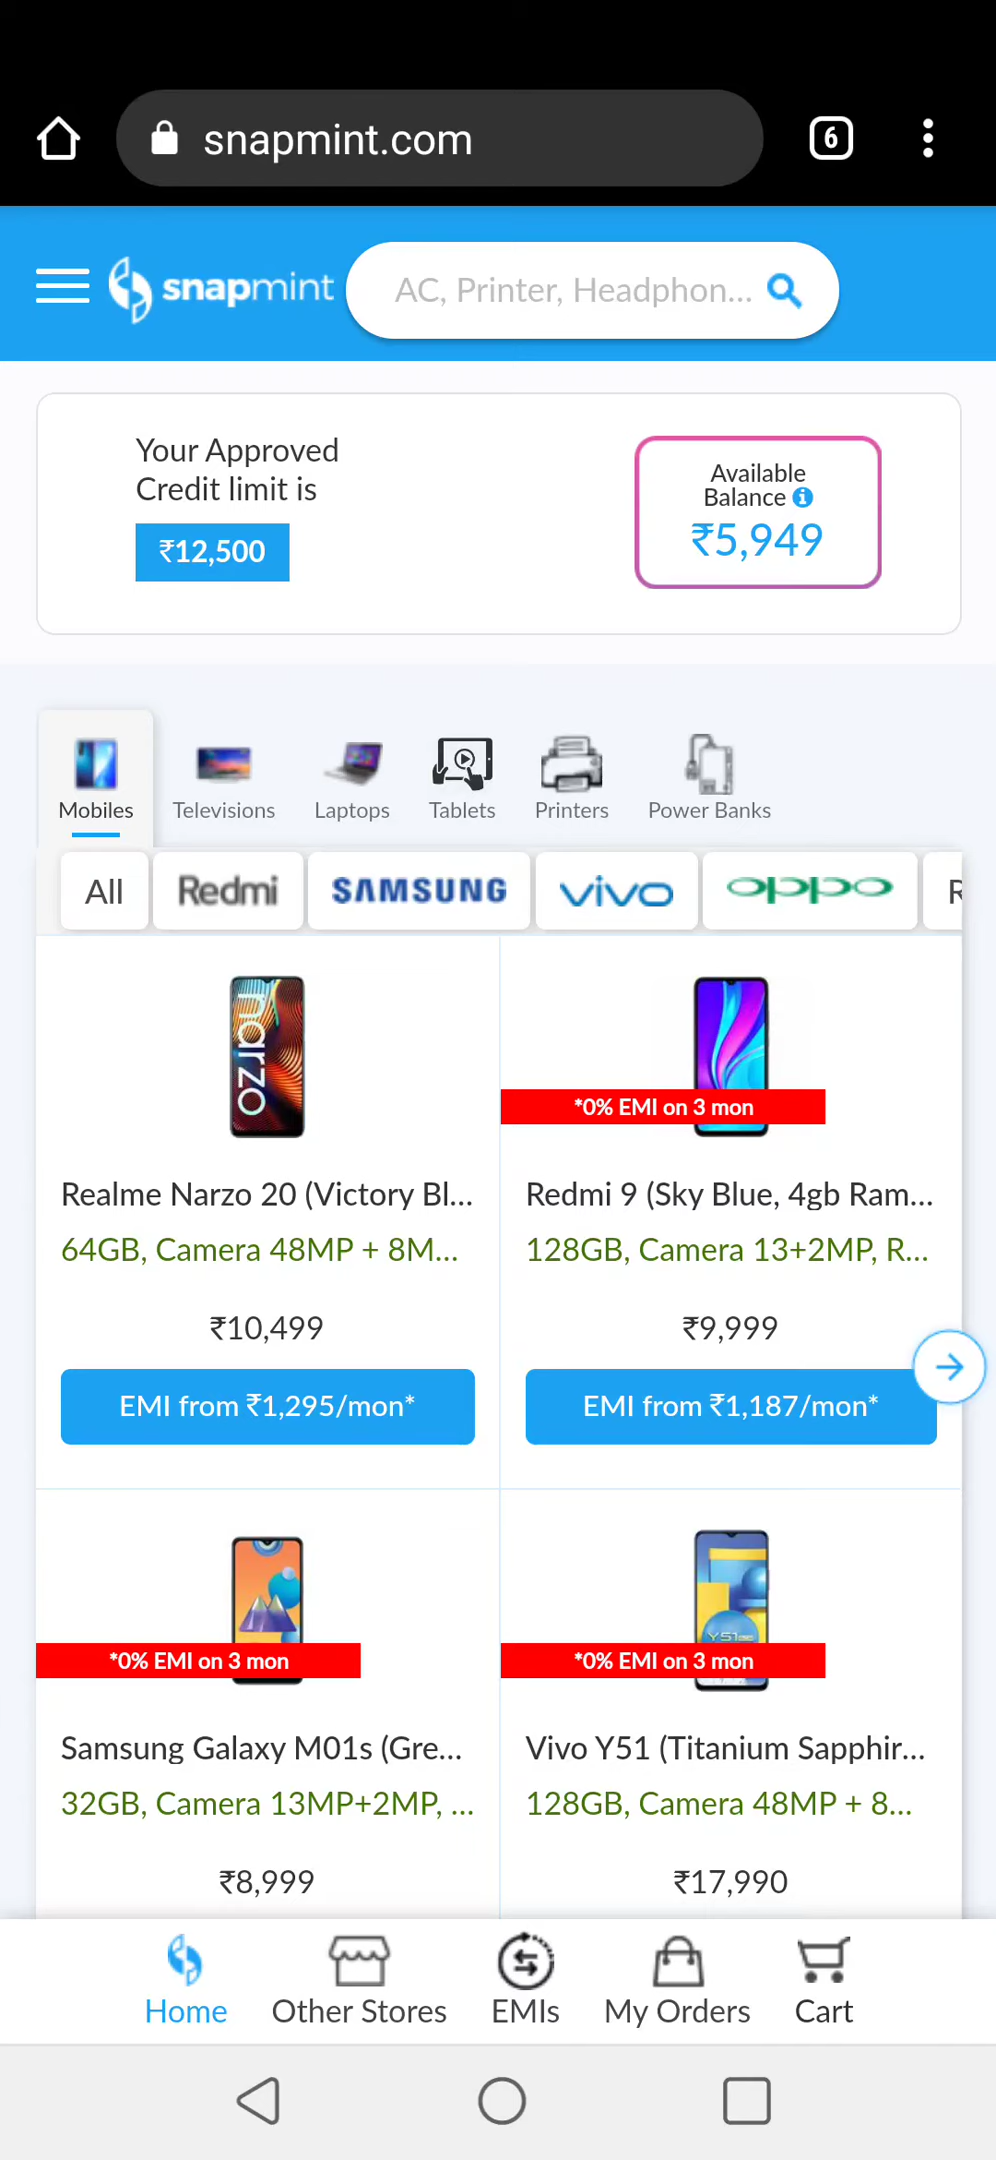 snapmint.com
6
snapmint
AC, Printer, Headphon...
Your Approved
Credit limit is
₹12,500
Available
Balance
₹5,949
Mobiles
Televisions
Laptops
Tablets
Printers
Power Banks
All
Redmi
SAMSUNG
vivo
oppo
narzo
*0% EMI on 3 mon
Realme Narzo 20 (Victory Bl...
64GB, Camera 48MP + 8M...
₹10,499
EMI from ₹1,295/mon*
Redmi 9 (Sky Blue, 4gb Ram...
128GB, Camera 13+2MP, R...
₹9,999
EMI from ₹1,187/mon*
*0% EMI on 3 mon
Samsung Galaxy M01s (Gre...
32GB, Camera 13MP+2MP, ...
₹8,999
Y51
*0% EMI on 3 mon
Vivo Y51 (Titanium Sapphir...
128GB, Camera 48MP + 8...
₹17,990
Home
Other Stores
EMIs
My Orders
Cart